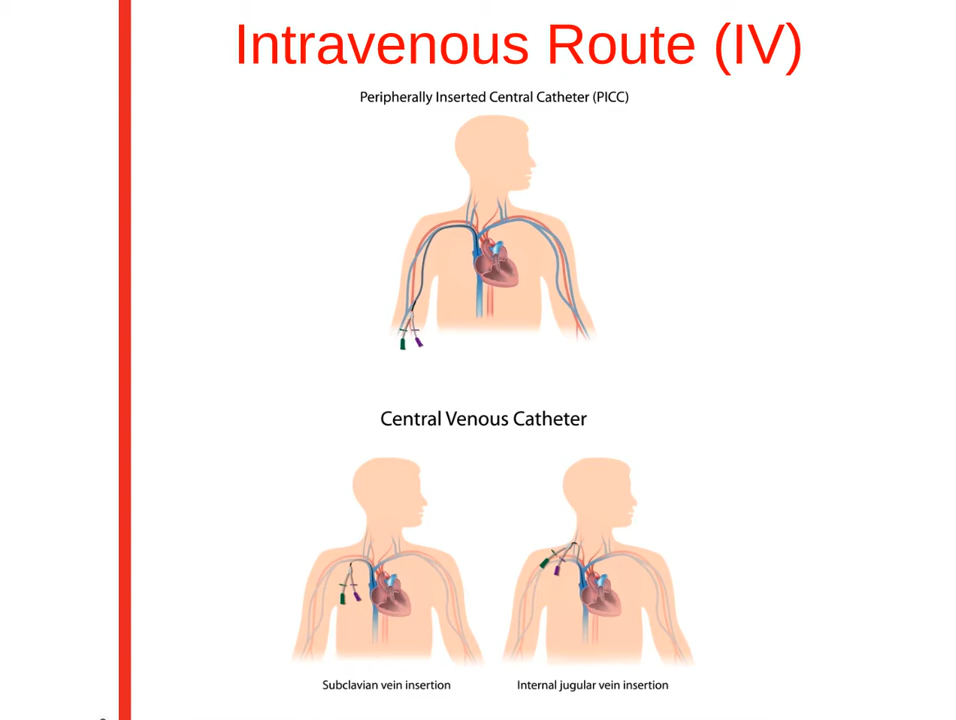 Intravenous Route (IV)
Peripherally Inserted Central Catheter (PICC)
Central Venous Catheter
Subclavian vein insertion
Internal jugular vein insertion